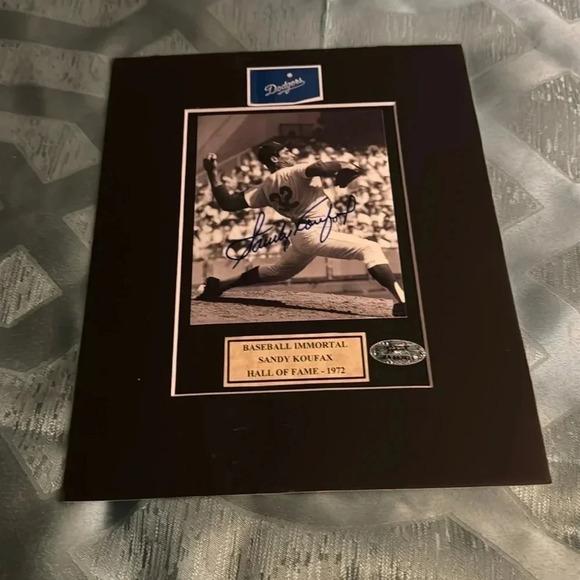 Dodgers
32
Sandy Koufax
BASEBALL IMMORTAL
SANDY KOUFAX
HALL OF FAME - 1972